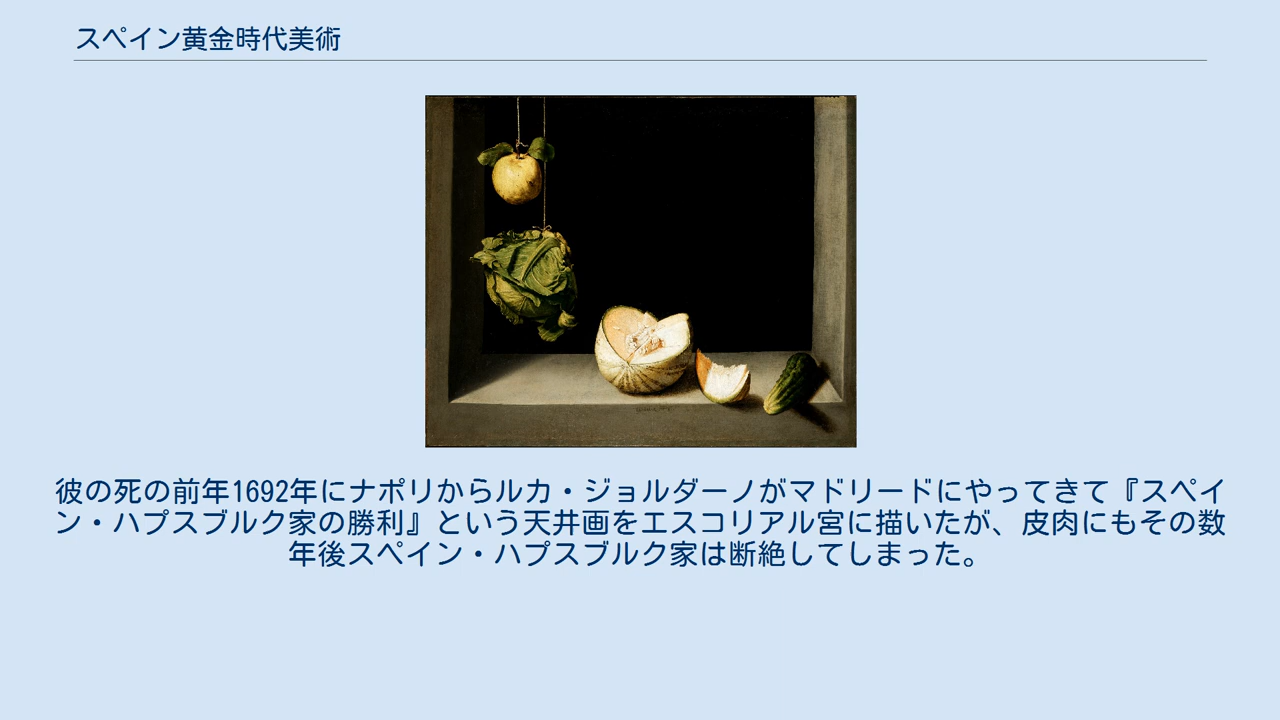 スペイン黄金時代美術
彼の死の前年1692年にナポリからルカ・ジョルダーノがマドリードにやってきて『スペイ
ン・ハプスブルク家の勝利』という天井画をエスコリアル宮に描いたが、皮肉にもその数
年後スペイン・ハプスブルク家は断絶してしまった。